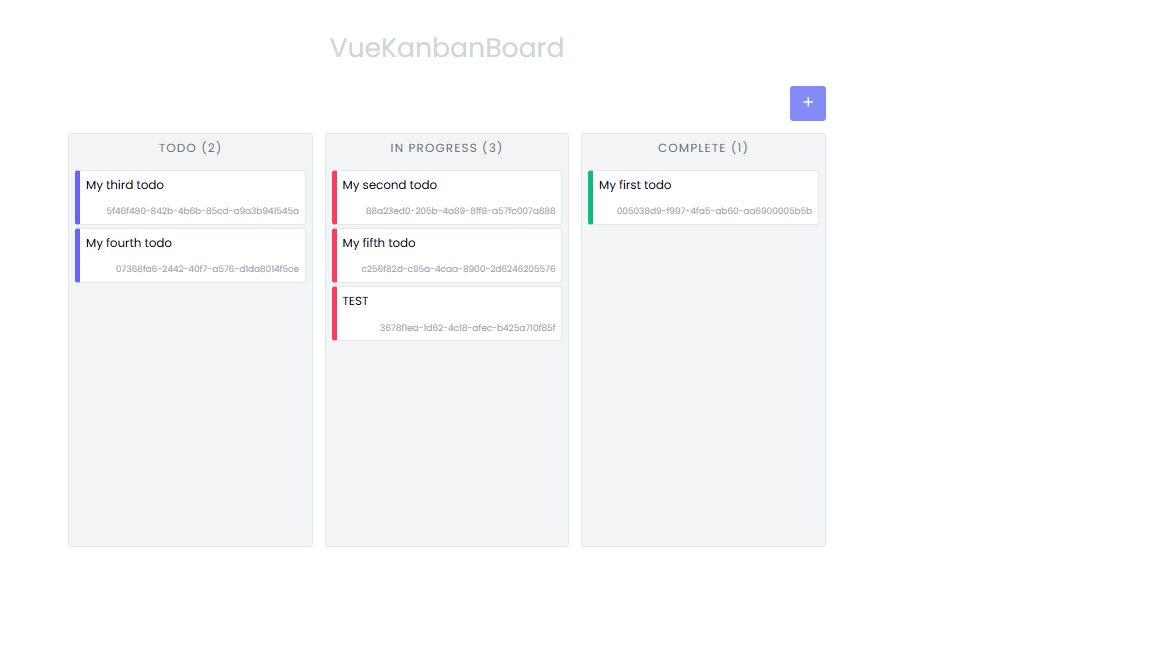 VueKanbanBoard
+
TODO (2)
My third todo
5f46f480-842b-4b6b-85cd-a9a3b941545a
My fourth todo
07368fa6-2442-40f7-a576-d1da8014f5ce
IN PROGRESS (3)
My second todo
88a23ed0-205b-4a89-8ff8-a57fc007a888
My fifth todo
c256f82d-c95a-4caa-8900-2d6246205576
TEST
3678f1ea-1d62-4c18-afec-b425a710f85f
COMPLETE (1)
My first todo
005038d9-f997-4fa5-ab60-aa6900005b5b